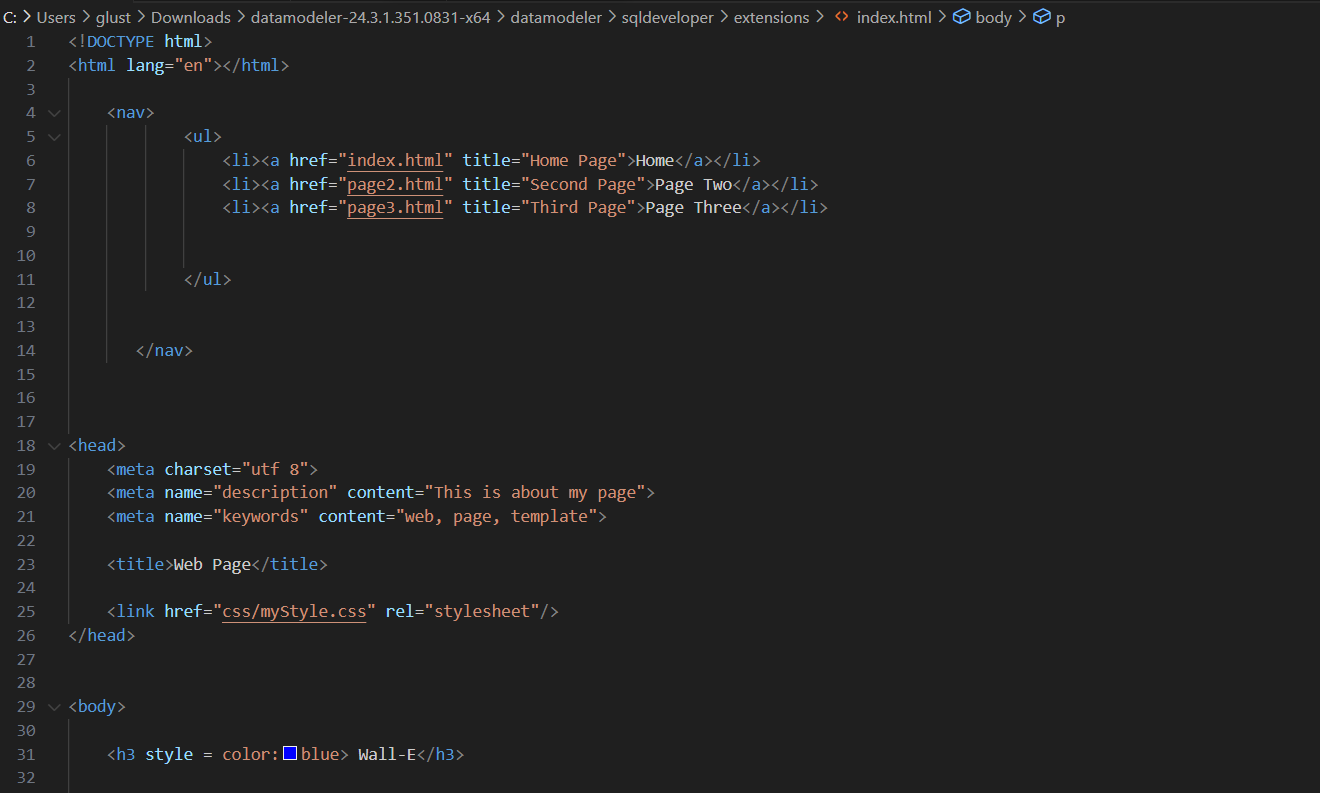 C: > Users > glust > Downloads > datamodeler-24.3.1.351.0831-x64 > datamodeler > sqldeveloper > extensions > <> index.html > body > p
1 <!DOCTYPE html>
2 <html lang="en"></html>
3
4 <nav>
5 <ul>
6 <li><a href="index.html" title="Home Page">Home</a></li>
7 <li><a href="page2.html" title="Second Page">Page Two</a></li>
8 <li><a href="page3.html" title="Third Page">Page Three</a></li>
9
10
11 </ul>
12
13
14 </nav>
15
16
17
18 <head>
19 <meta charset="utf 8">
20 <meta name="description" content="This is about my page">
21 <meta name="keywords" content="web, page, template">
22
23 <title>Web Page</title>
24
25 <link href="css/myStyle.css" rel="stylesheet"/>
26 </head>
27
28
29 <body>
30
31 <h3 style = color:blue> Wall-E</h3>
32